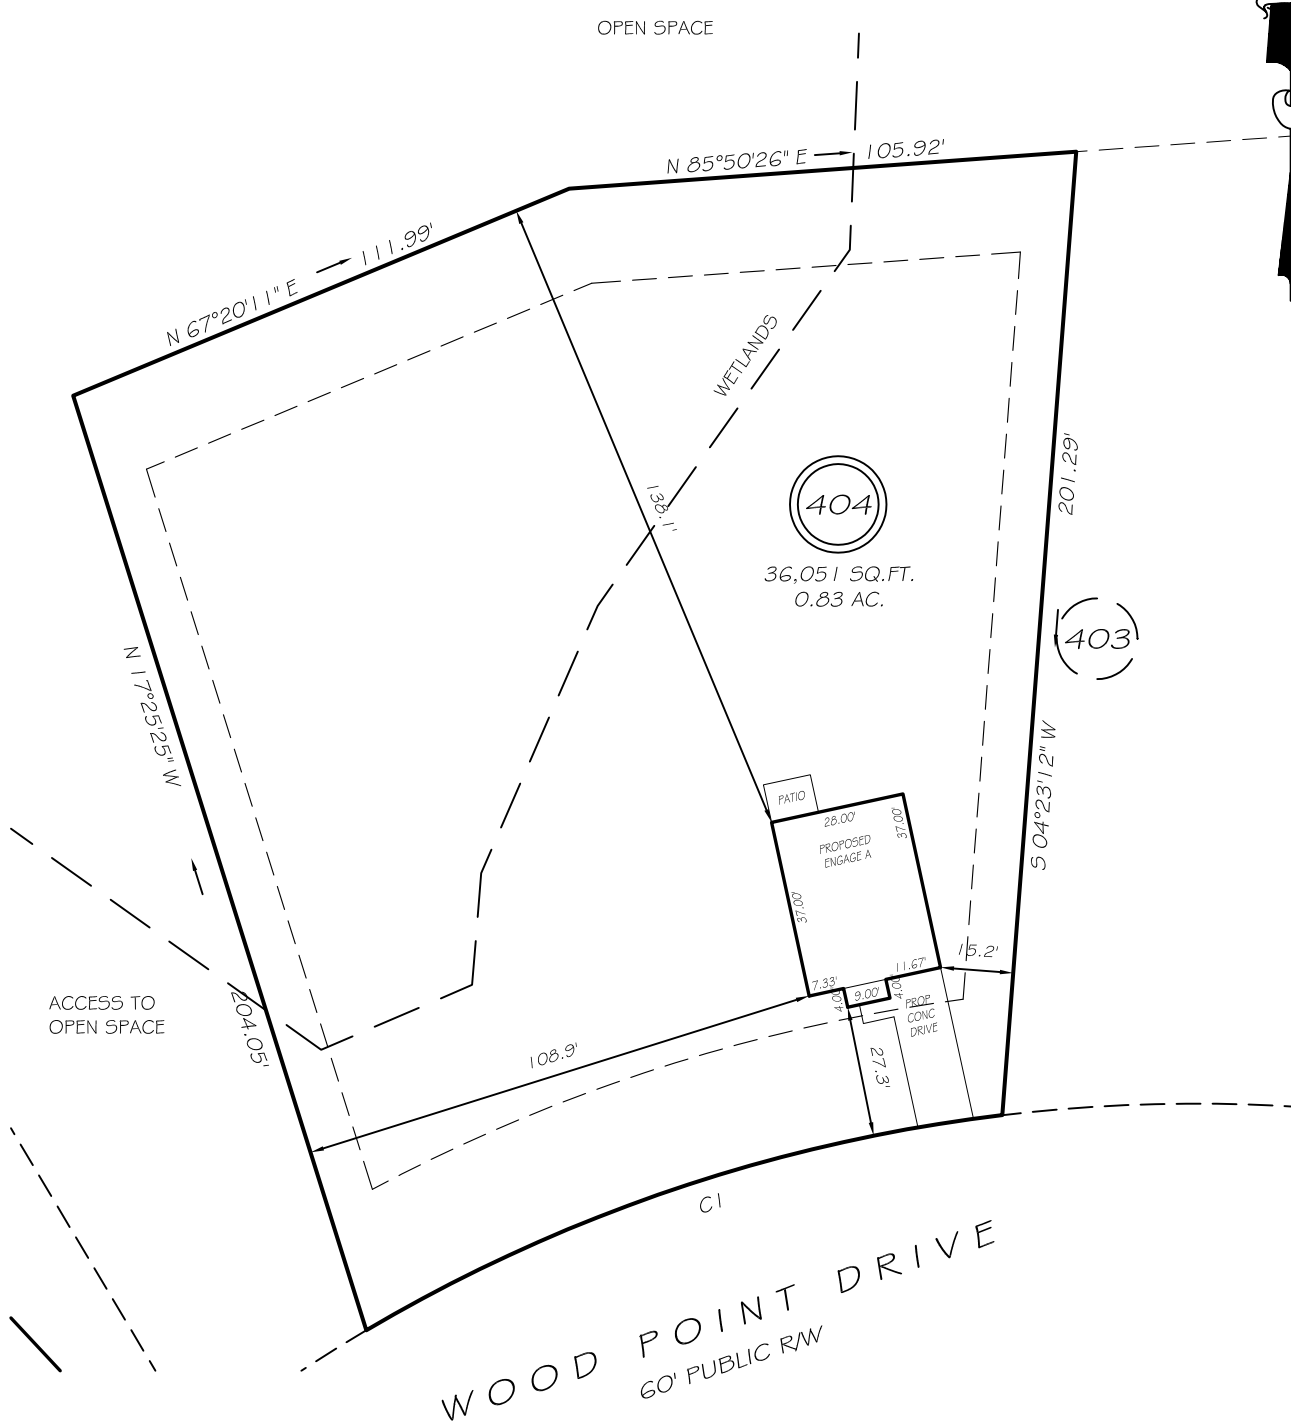 OPEN SPACE
N 85°50'26" E
105.92'
N 67°20'11" E
111.99'
WETLANDS
138.1'
404
36,051 SQ.FT.
0.83 AC.
201.29'
403
S 04°23'12" W
N 17°25'25" W
204.05'
ACCESS TO
OPEN SPACE
PATIO
28.00'
37.00'
PROPOSED
ENGAGE A
37.00'
15.2'
11.67'
7.33'
4.00'
9.00'
4.00'
PROP
CONC
DRIVE
108.9'
27.3'
C1
WOOD POINT DRIVE
60' PUBLIC R/W